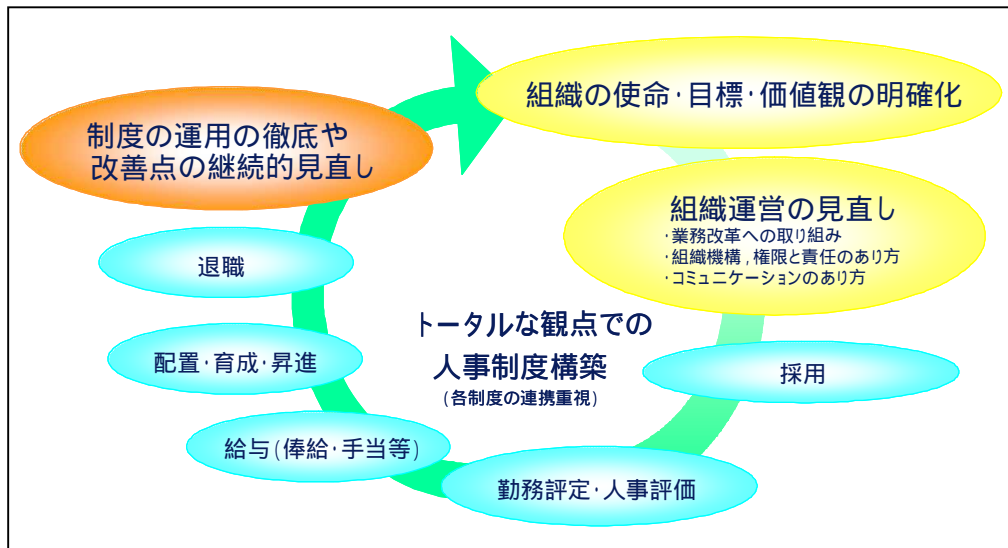 組織の使命・目標・価値観の明確化
制度の運用の徹底や
改善点の継続的見直し
組織運営の見直し
・業務改革への取り組み
・組織機構,権限と責任のあり方
・コミュニケーションのあり方
退職
トータルな観点での
人事制度構築
(各制度の連携重視)
配置・育成・昇進
採用
給与(俸給・手当等)
勤務評定・人事評価